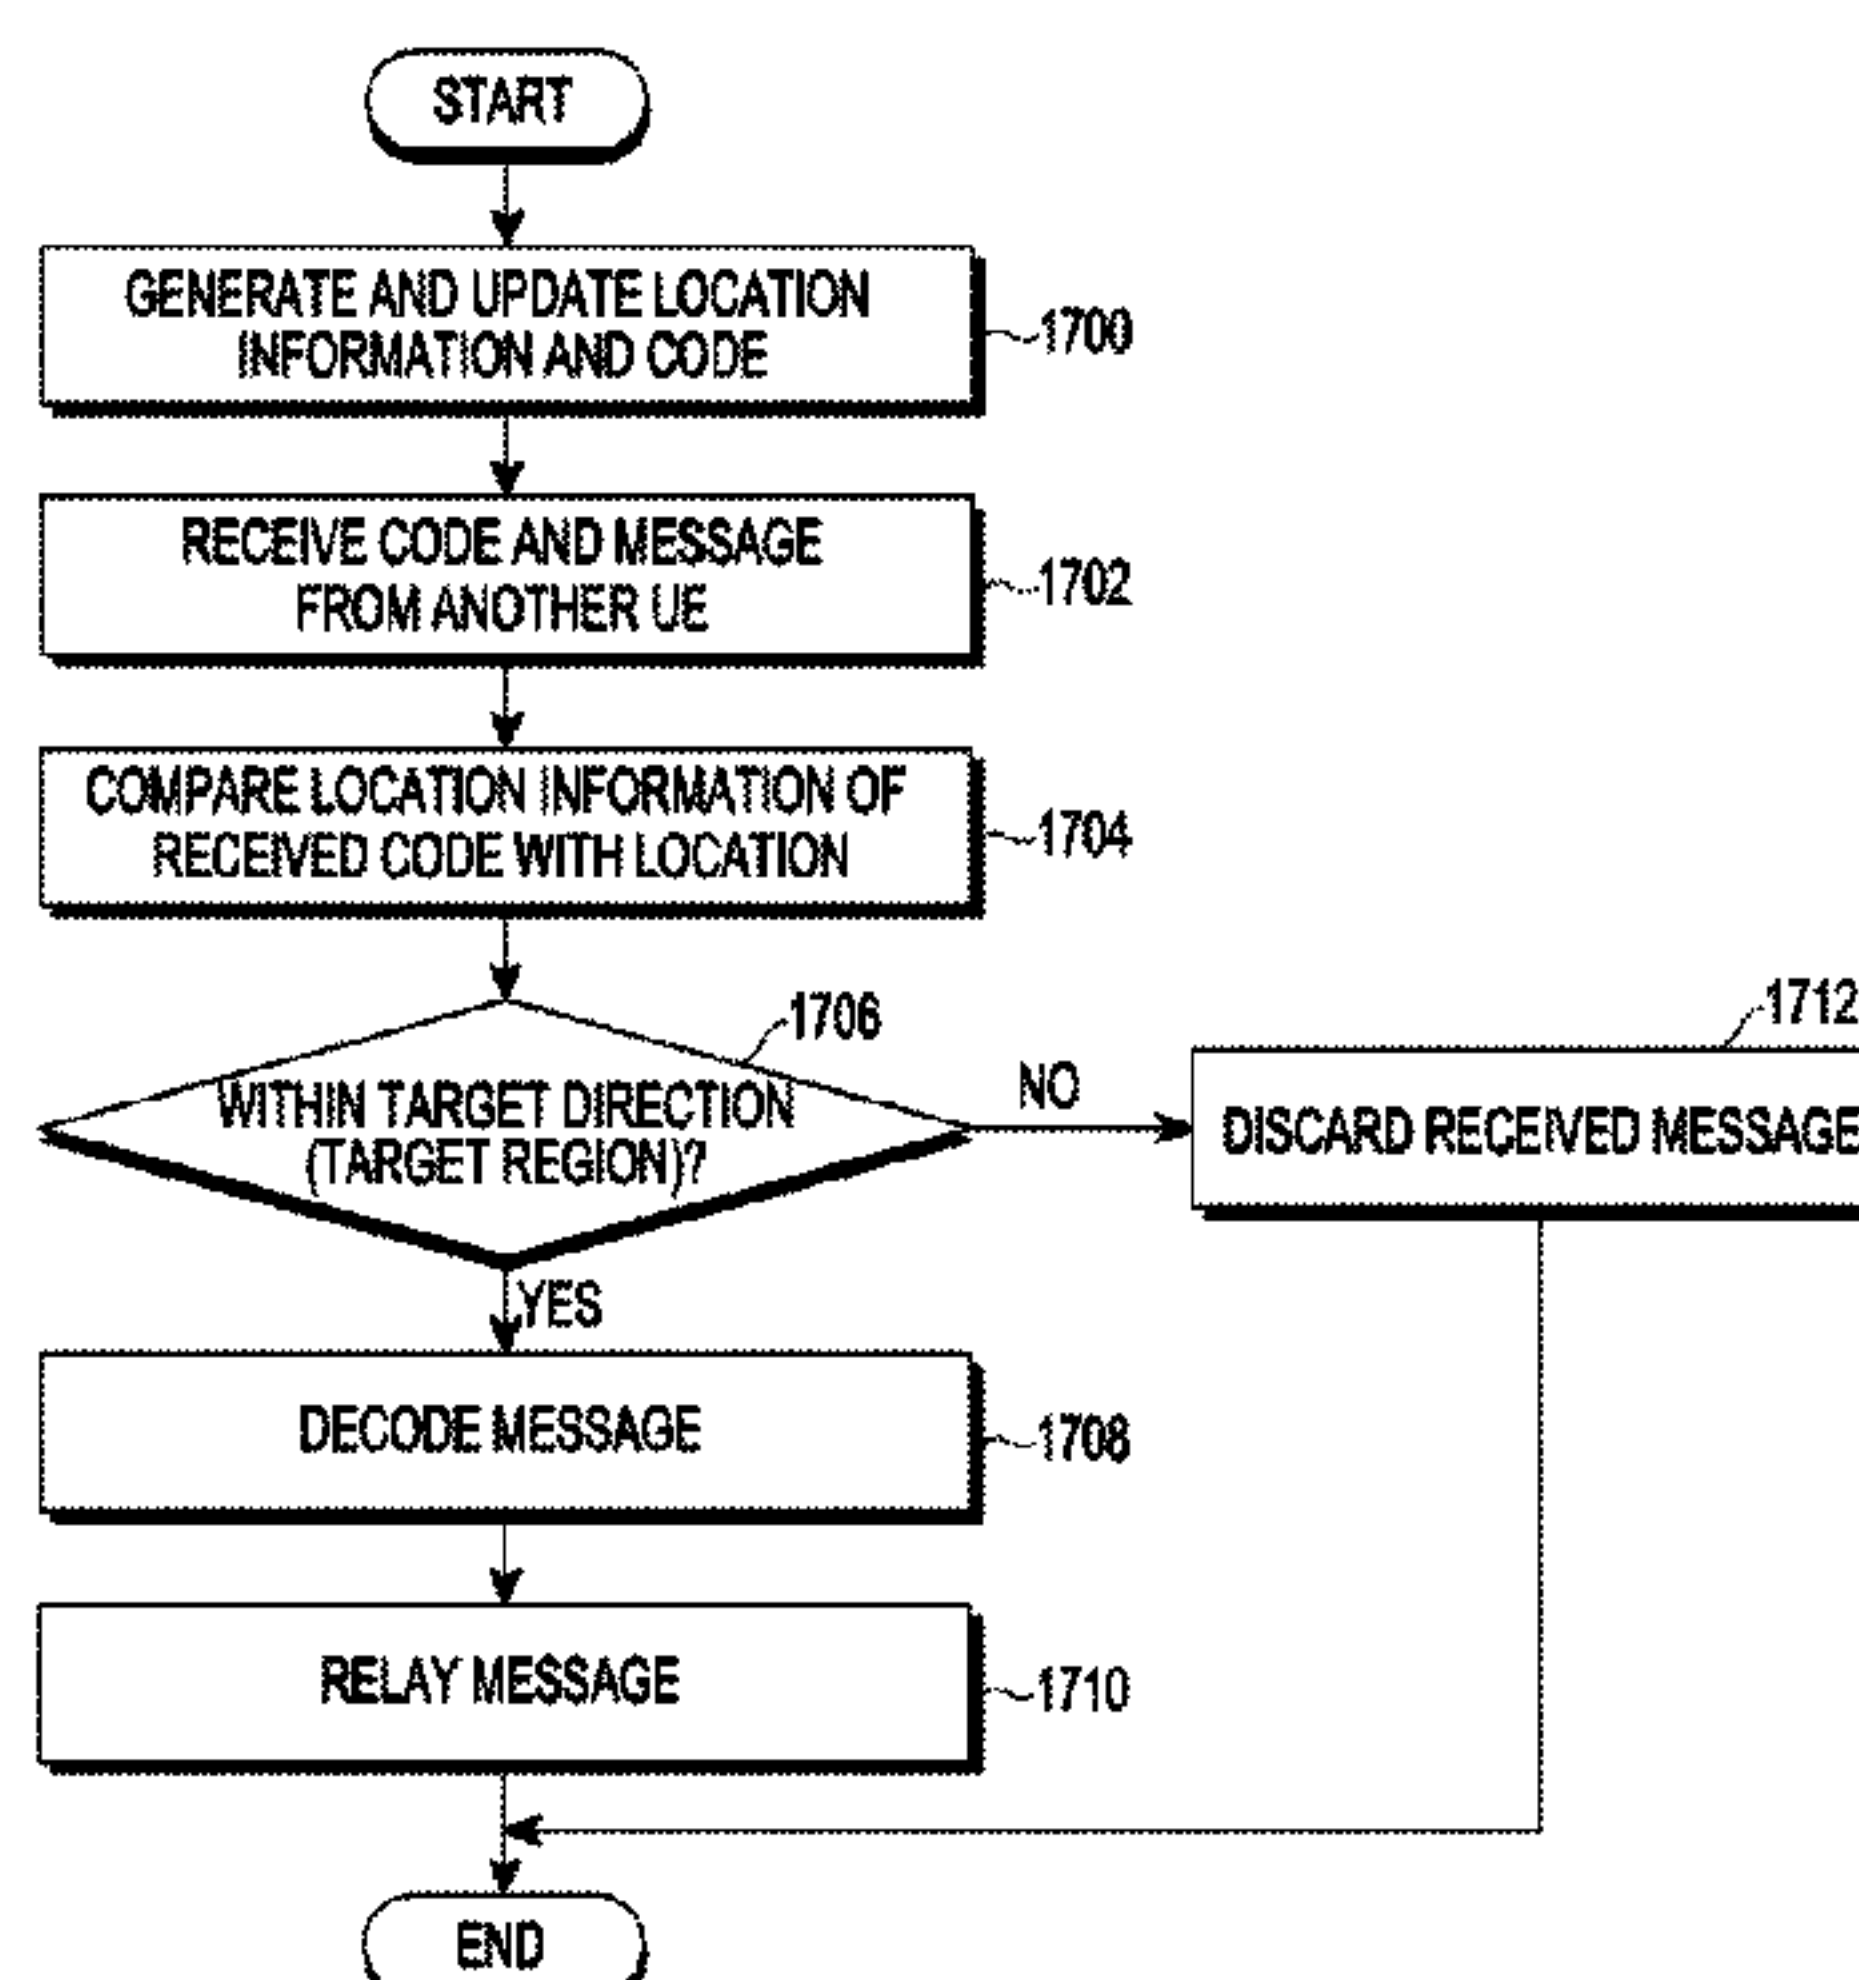 START
GENERATE AND UPDATE LOCATION
INFORMATION AND CODE
1700
RECEIVE CODE AND MESSAGE
FROM ANOTHER UE
1702
COMPARE LOCATION INFORMATION OF
RECEIVED CODE WITH LOCATION
1704
1706
WITHIN TARGET DIRECTION
(TARGET REGION)?
NO
1712
DISCARD RECEIVED MESSAGE
YES
DECODE MESSAGE
1708
RELAY MESSAGE
1710
END